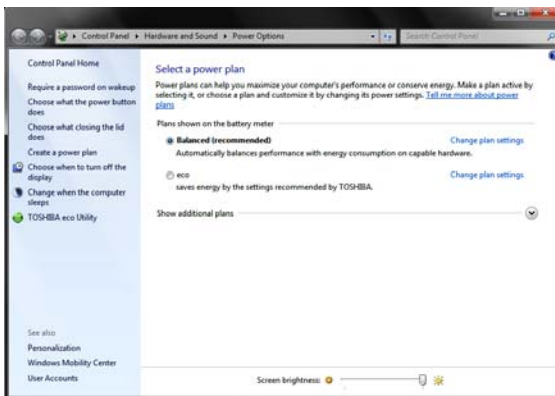 Control Panel ▸ Hardware and Sound ▸ Power Options
Search Control Panel
Control Panel Home
Require a password on wakeup
Choose what the power button
does
Choose what closing the lid
does
Create a power plan
Choose when to turn off the
display
Change when the computer
sleeps
TOSHIBA eco Utility
See also
Personalization
Windows Mobility Center
User Accounts
Select a power plan
Power plans can help you maximize your computer's performance or conserve energy. Make a plan active by
selecting it, or choose a plan and customize it by changing its power settings. Tell me more about power
plans
Plans shown on the battery meter
Balanced (recommended) Change plan settings
Automatically balances performance with energy consumption on capable hardware.
eco Change plan settings
saves energy by the settings recommended by TOSHIBA.
Show additional plans
Screen brightness: